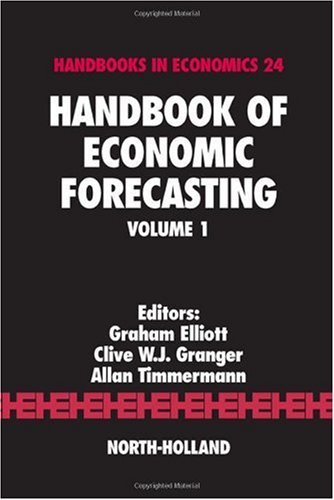 HANDBOOKS IN ECONOMICS 24
HANDBOOK OF
ECONOMIC
FORECASTING
VOLUME 1
Editors:
Graham Elliott
Clive W.J. Granger
Allan Timmermann
NORTH-HOLLAND